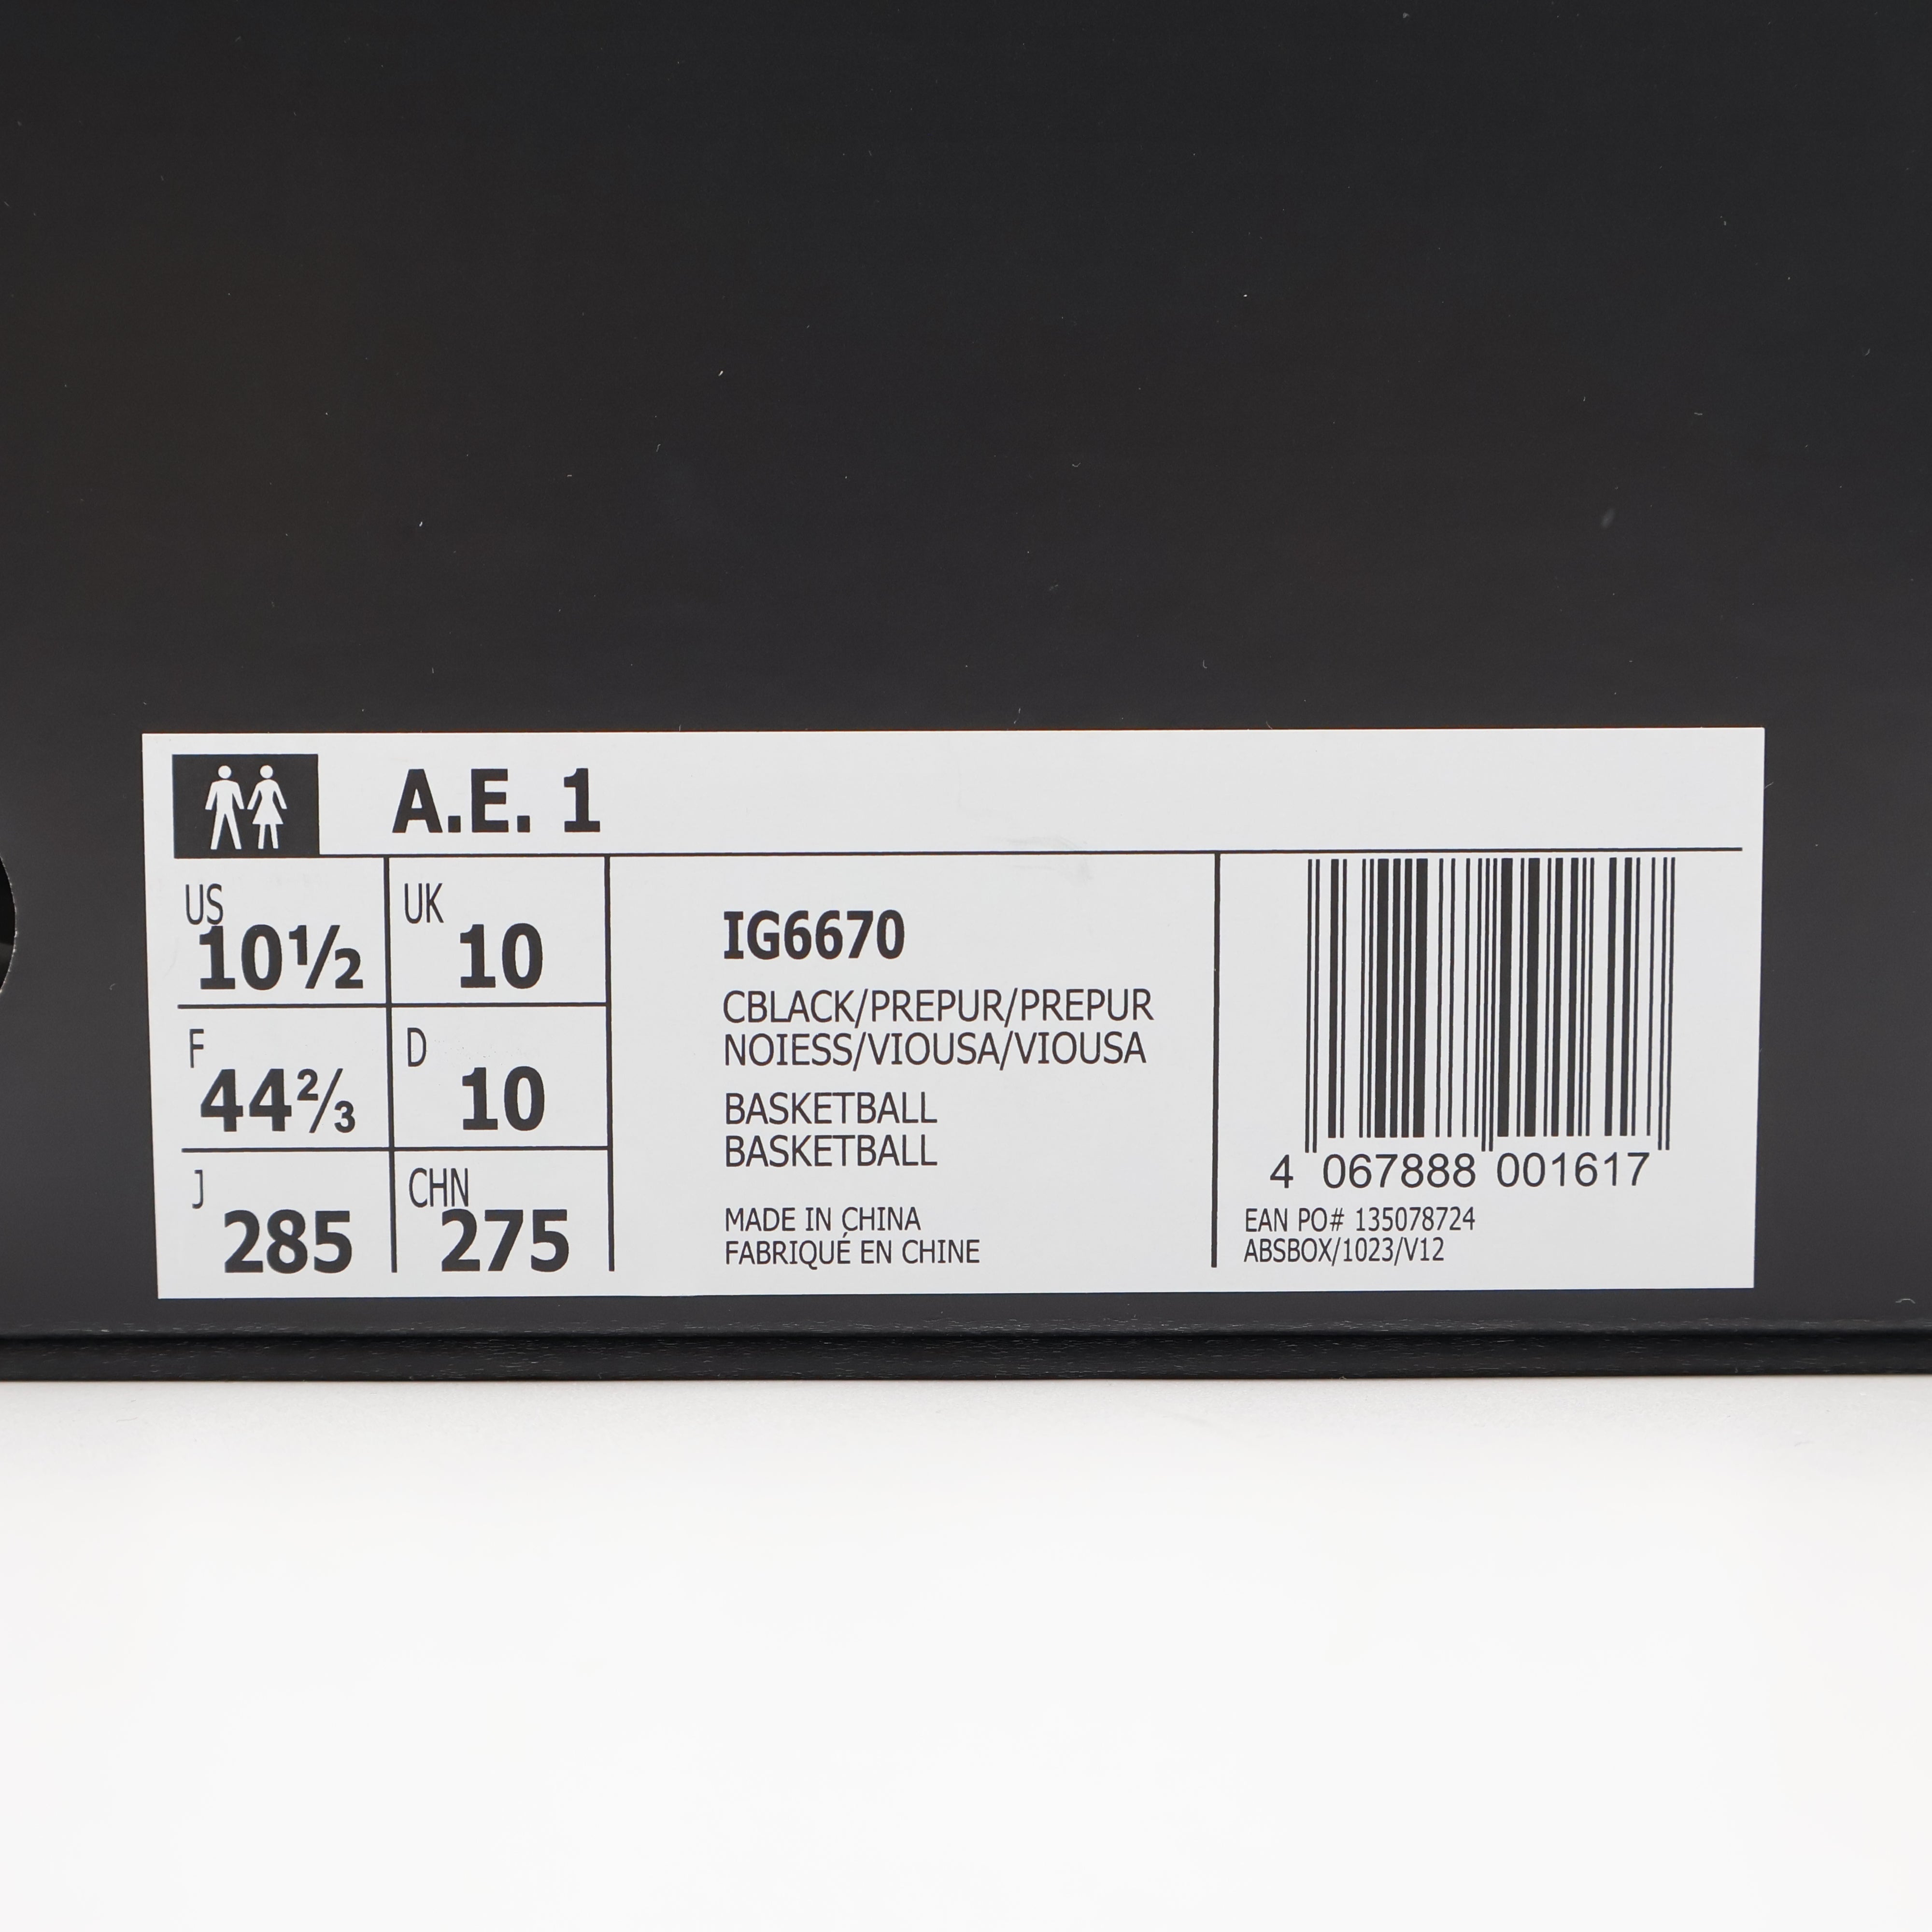 A.E. 1
US
10½
UK
10
F
44⅔
D
10
J
285
CHN
275
IG6670
CBLACK/PREPUR/PREPUR
NOIESS/VIOUSA/VIOUSA
BASKETBALL
BASKETBALL
MADE IN CHINA
FABRIQUÉ EN CHINE
4 067888 001617
EAN PO# 135078724
ABSBOX/1023/V12